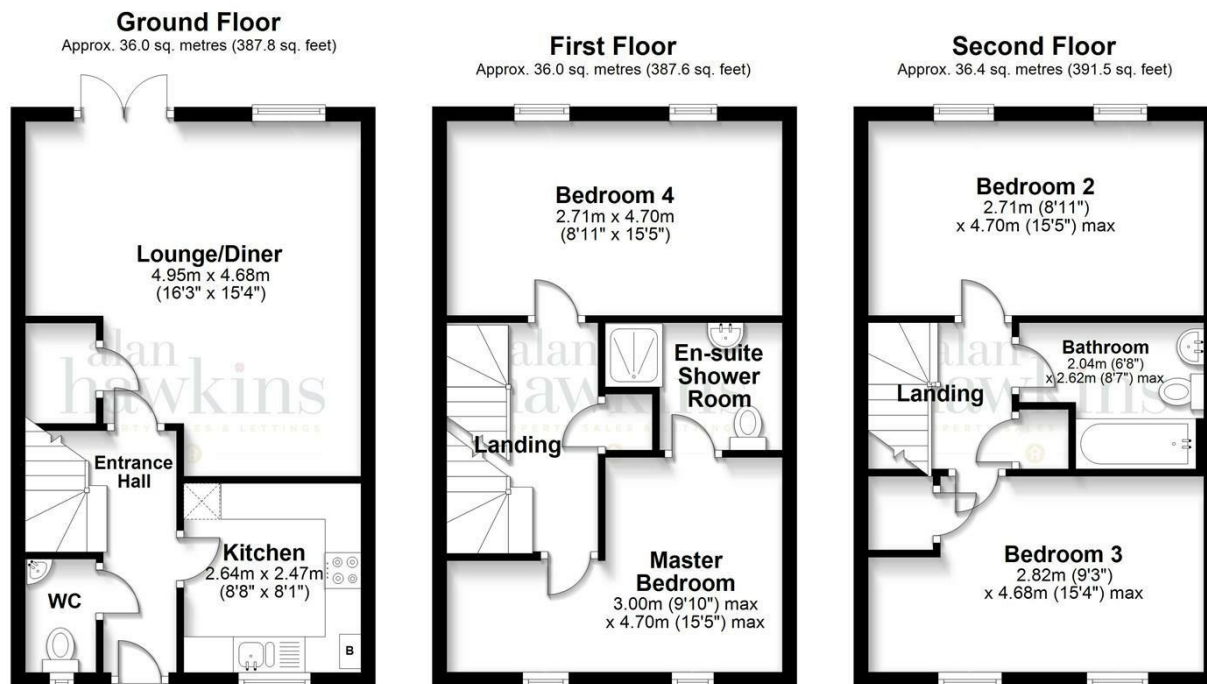 Ground Floor
Approx. 36.0 sq. metres (387.8 sq. feet)
Lounge/Diner
4.95m x 4.68m
(16'3" x 15'4")
alan
hawkins
Entrance
Hall
Kitchen
2.64m x 2.47m
(8'8" x 8'1")
WC
B
First Floor
Approx. 36.0 sq. metres (387.6 sq. feet)
Bedroom 4
2.71m x 4.70m
(8'11" x 15'5")
alan
hawkins
En-suite
Shower
Room
Landing
Master
Bedroom
3.00m (9'10") max
x 4.70m (15'5") max
Second Floor
Approx. 36.4 sq. metres (391.5 sq. feet)
Bedroom 2
2.71m (8'11")
x 4.70m (15'5") max
alan
hawkins
Bathroom
2.04m (6'8")
x 2.62m (8'7") max
Landing
Bedroom 3
2.82m (9'3")
x 4.68m (15'4") max